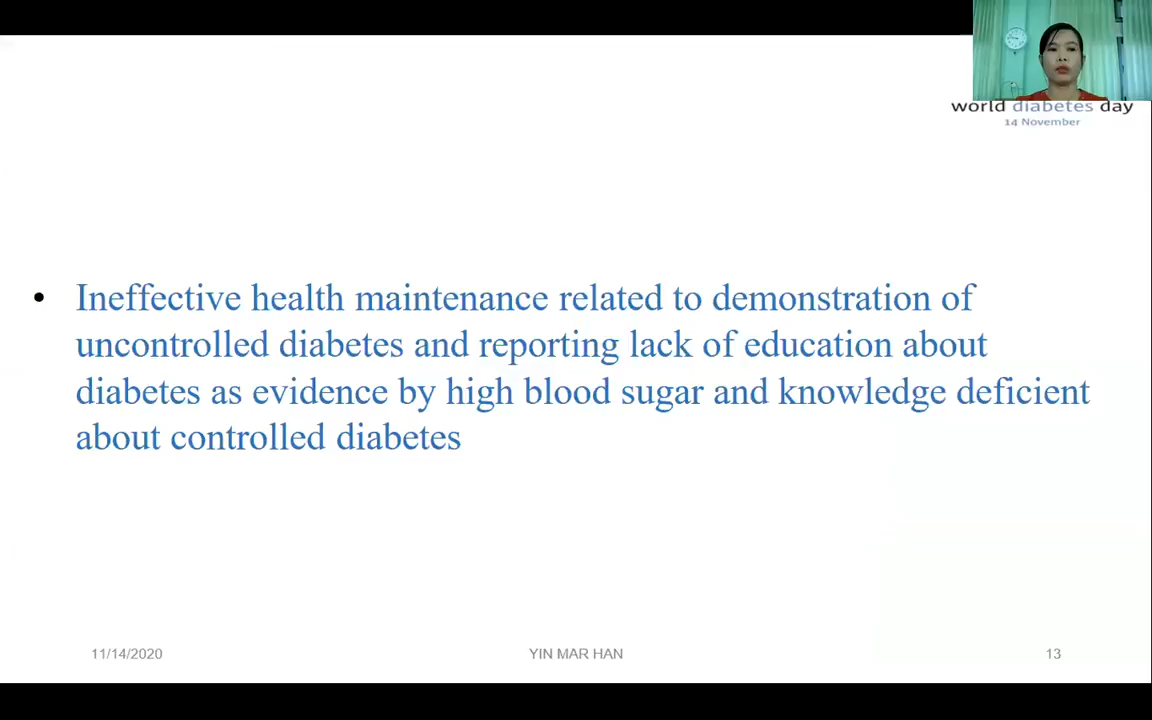 world diabetes day
14 November
• Ineffective health maintenance related to demonstration of
uncontrolled diabetes and reporting lack of education about
diabetes as evidence by high blood sugar and knowledge deficient
about controlled diabetes
11/14/2020
YIN MAR HAN
13